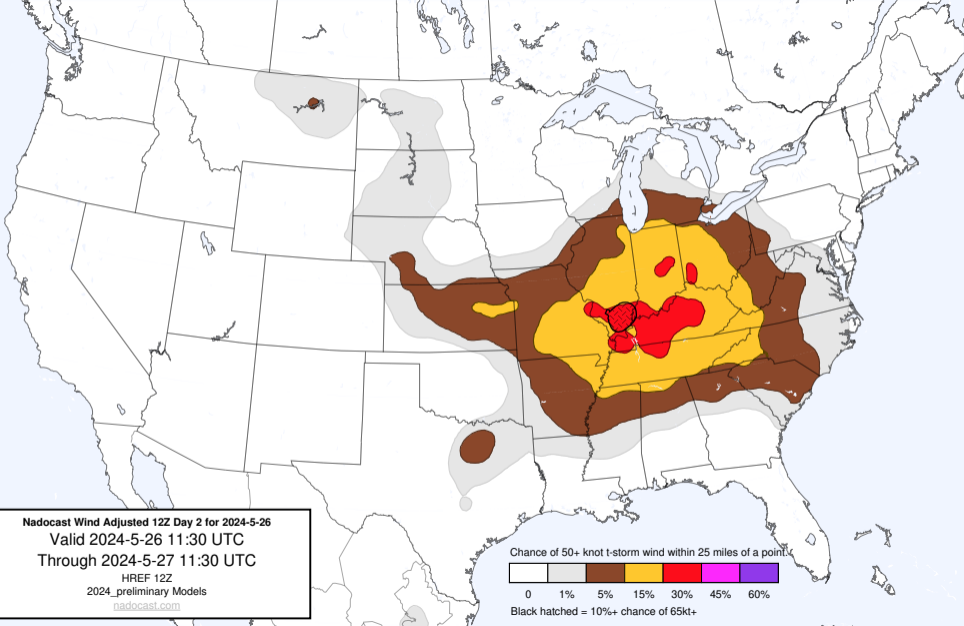 Nadocast Wind Adjusted 12Z Day 2 for 2024-5-26
Valid 2024-5-26 11:30 UTC
Through 2024-5-27 11:30 UTC
HREF 12Z
2024_preliminary Models
nadocast.com
Chance of 50+ knot t-storm wind within 25 miles of a point.
0 1% 5% 15% 30% 45% 60%
Black hatched = 10%+ chance of 65kt+